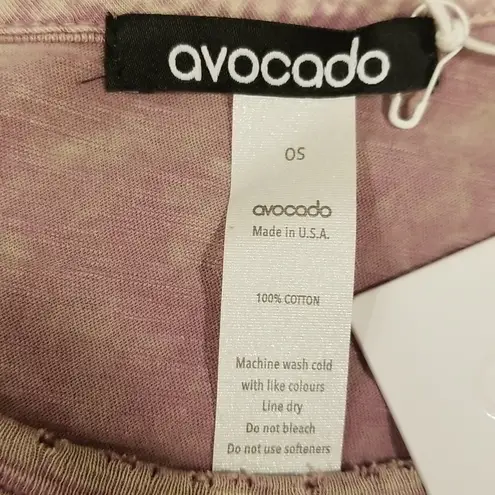 avocado
OS
avocado
Made in U.S.A.
100% COTTON
Machine wash cold
with like colours
Line dry
Do not bleach
Do not use softeners